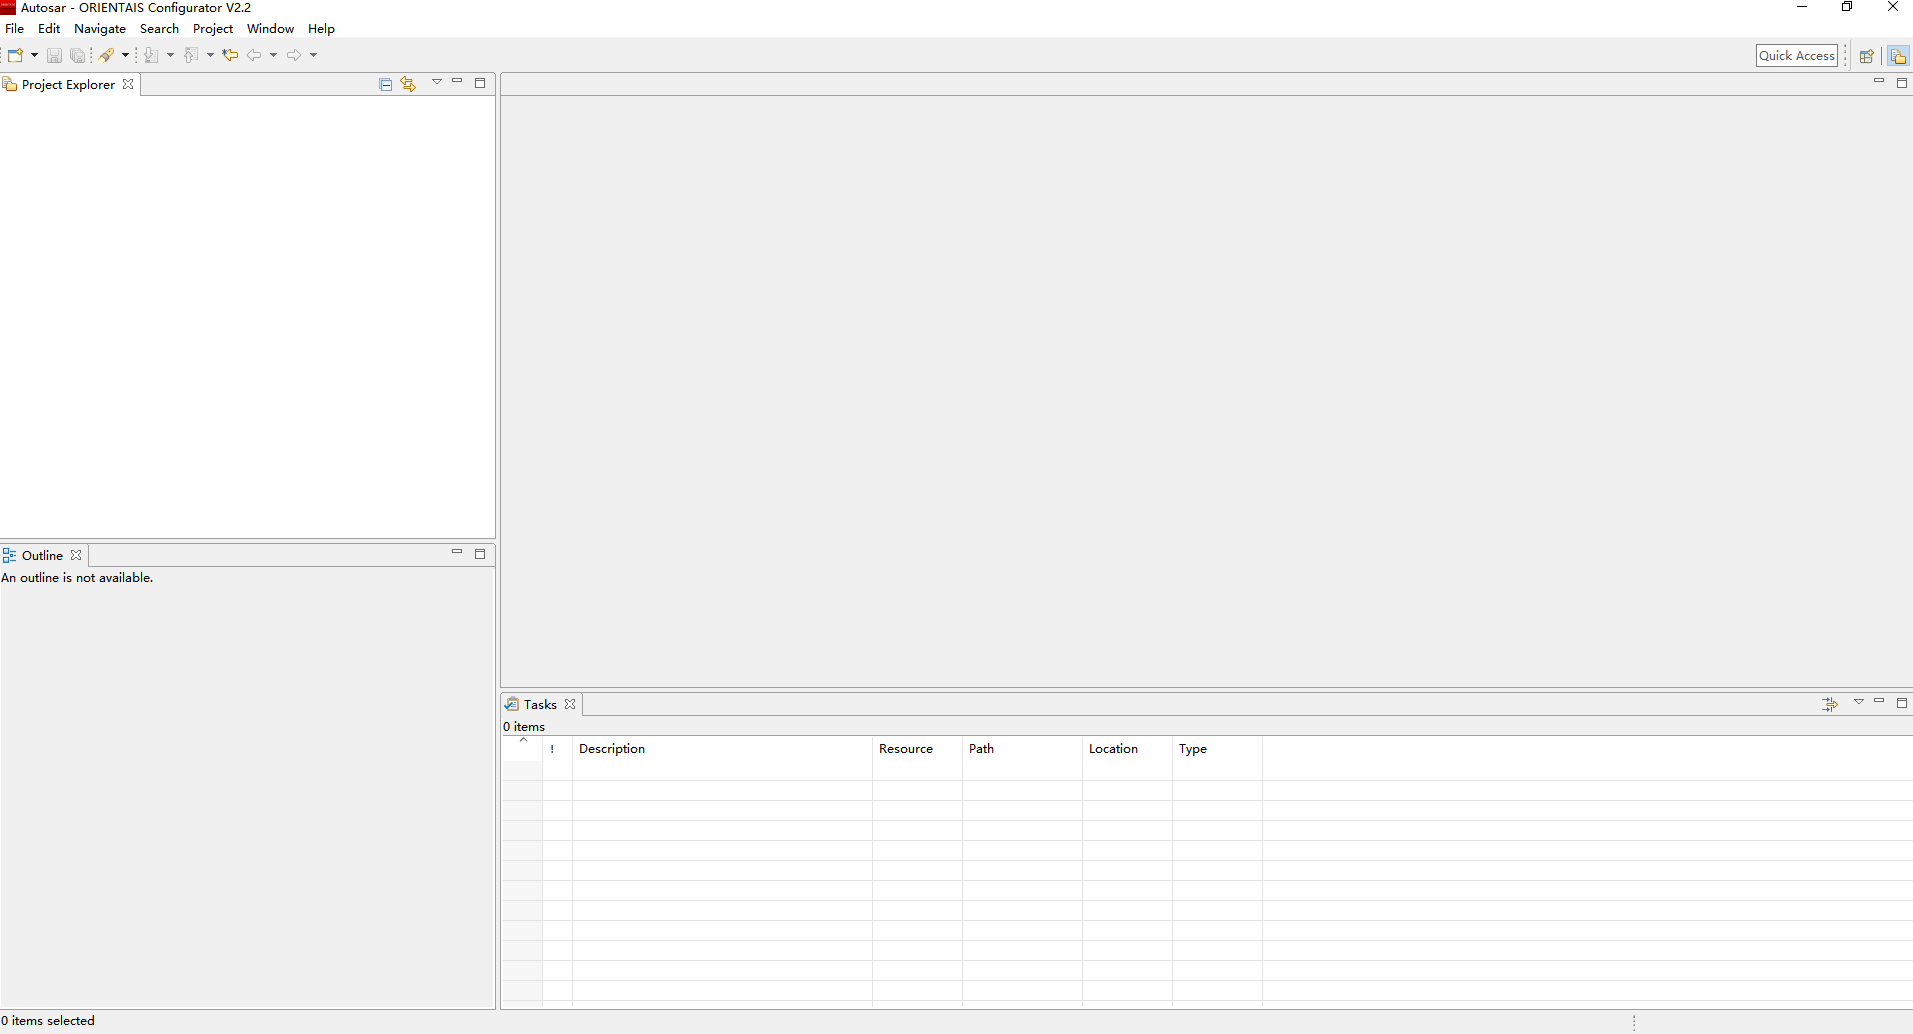 Autosar - ORIENTAIS Configurator V2.2
File Edit Navigate Search Project Window Help
Quick Access
Project Explorer
Outline
An outline is not available.
Tasks
0 items
! Description Resource Path Location Type
0 items selected